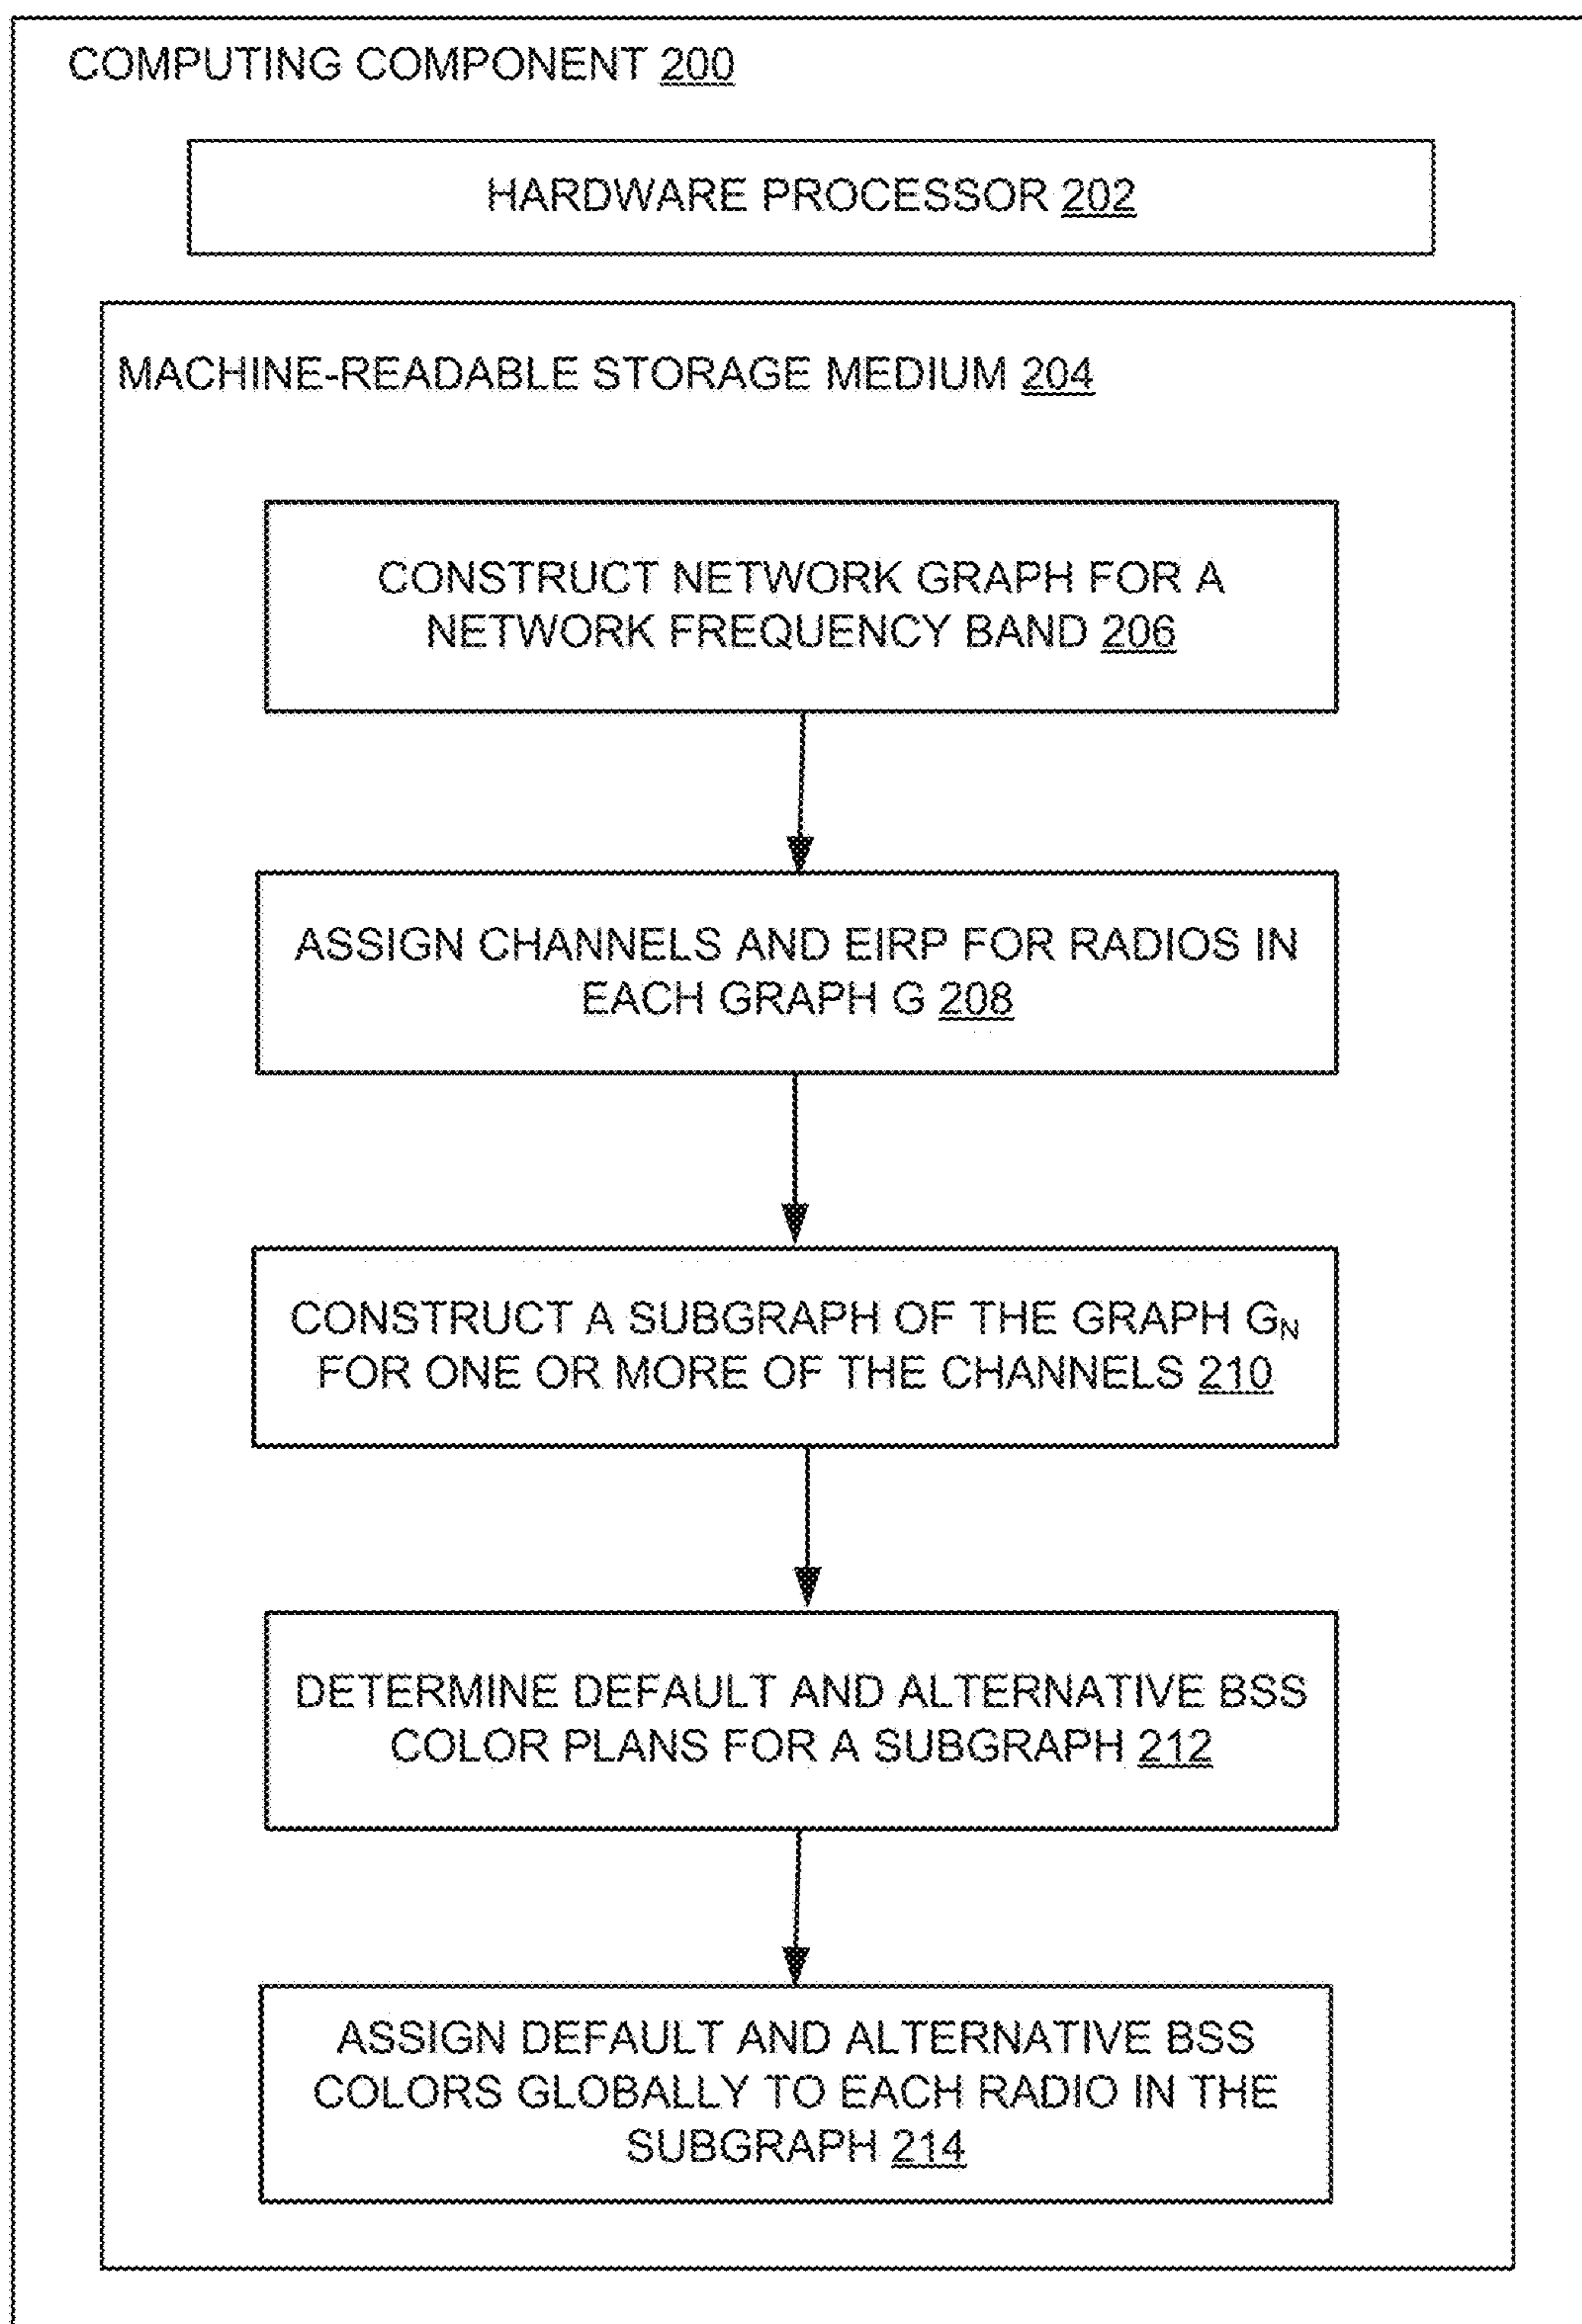 COMPUTING COMPONENT 200
HARDWARE PROCESSOR 202
MACHINE-READABLE STORAGE MEDIUM 204
CONSTRUCT NETWORK GRAPH FOR A
NETWORK FREQUENCY BAND 206
ASSIGN CHANNELS AND EIRP FOR RADIOS IN
EACH GRAPH G 208
CONSTRUCT A SUBGRAPH OF THE GRAPH GN
FOR ONE OR MORE OF THE CHANNELS 210
DETERMINE DEFAULT AND ALTERNATIVE BSS
COLOR PLANS FOR A SUBGRAPH 212
ASSIGN DEFAULT AND ALTERNATIVE BSS
COLORS GLOBALLY TO EACH RADIO IN THE
SUBGRAPH 214